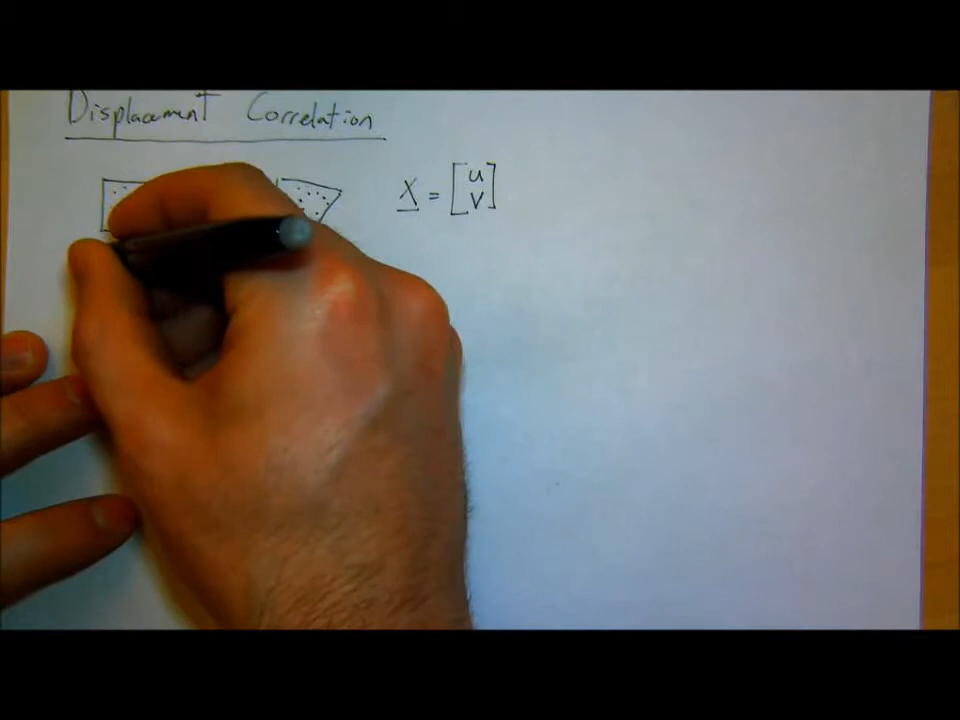 Displacement Correlation
X = [u
v]